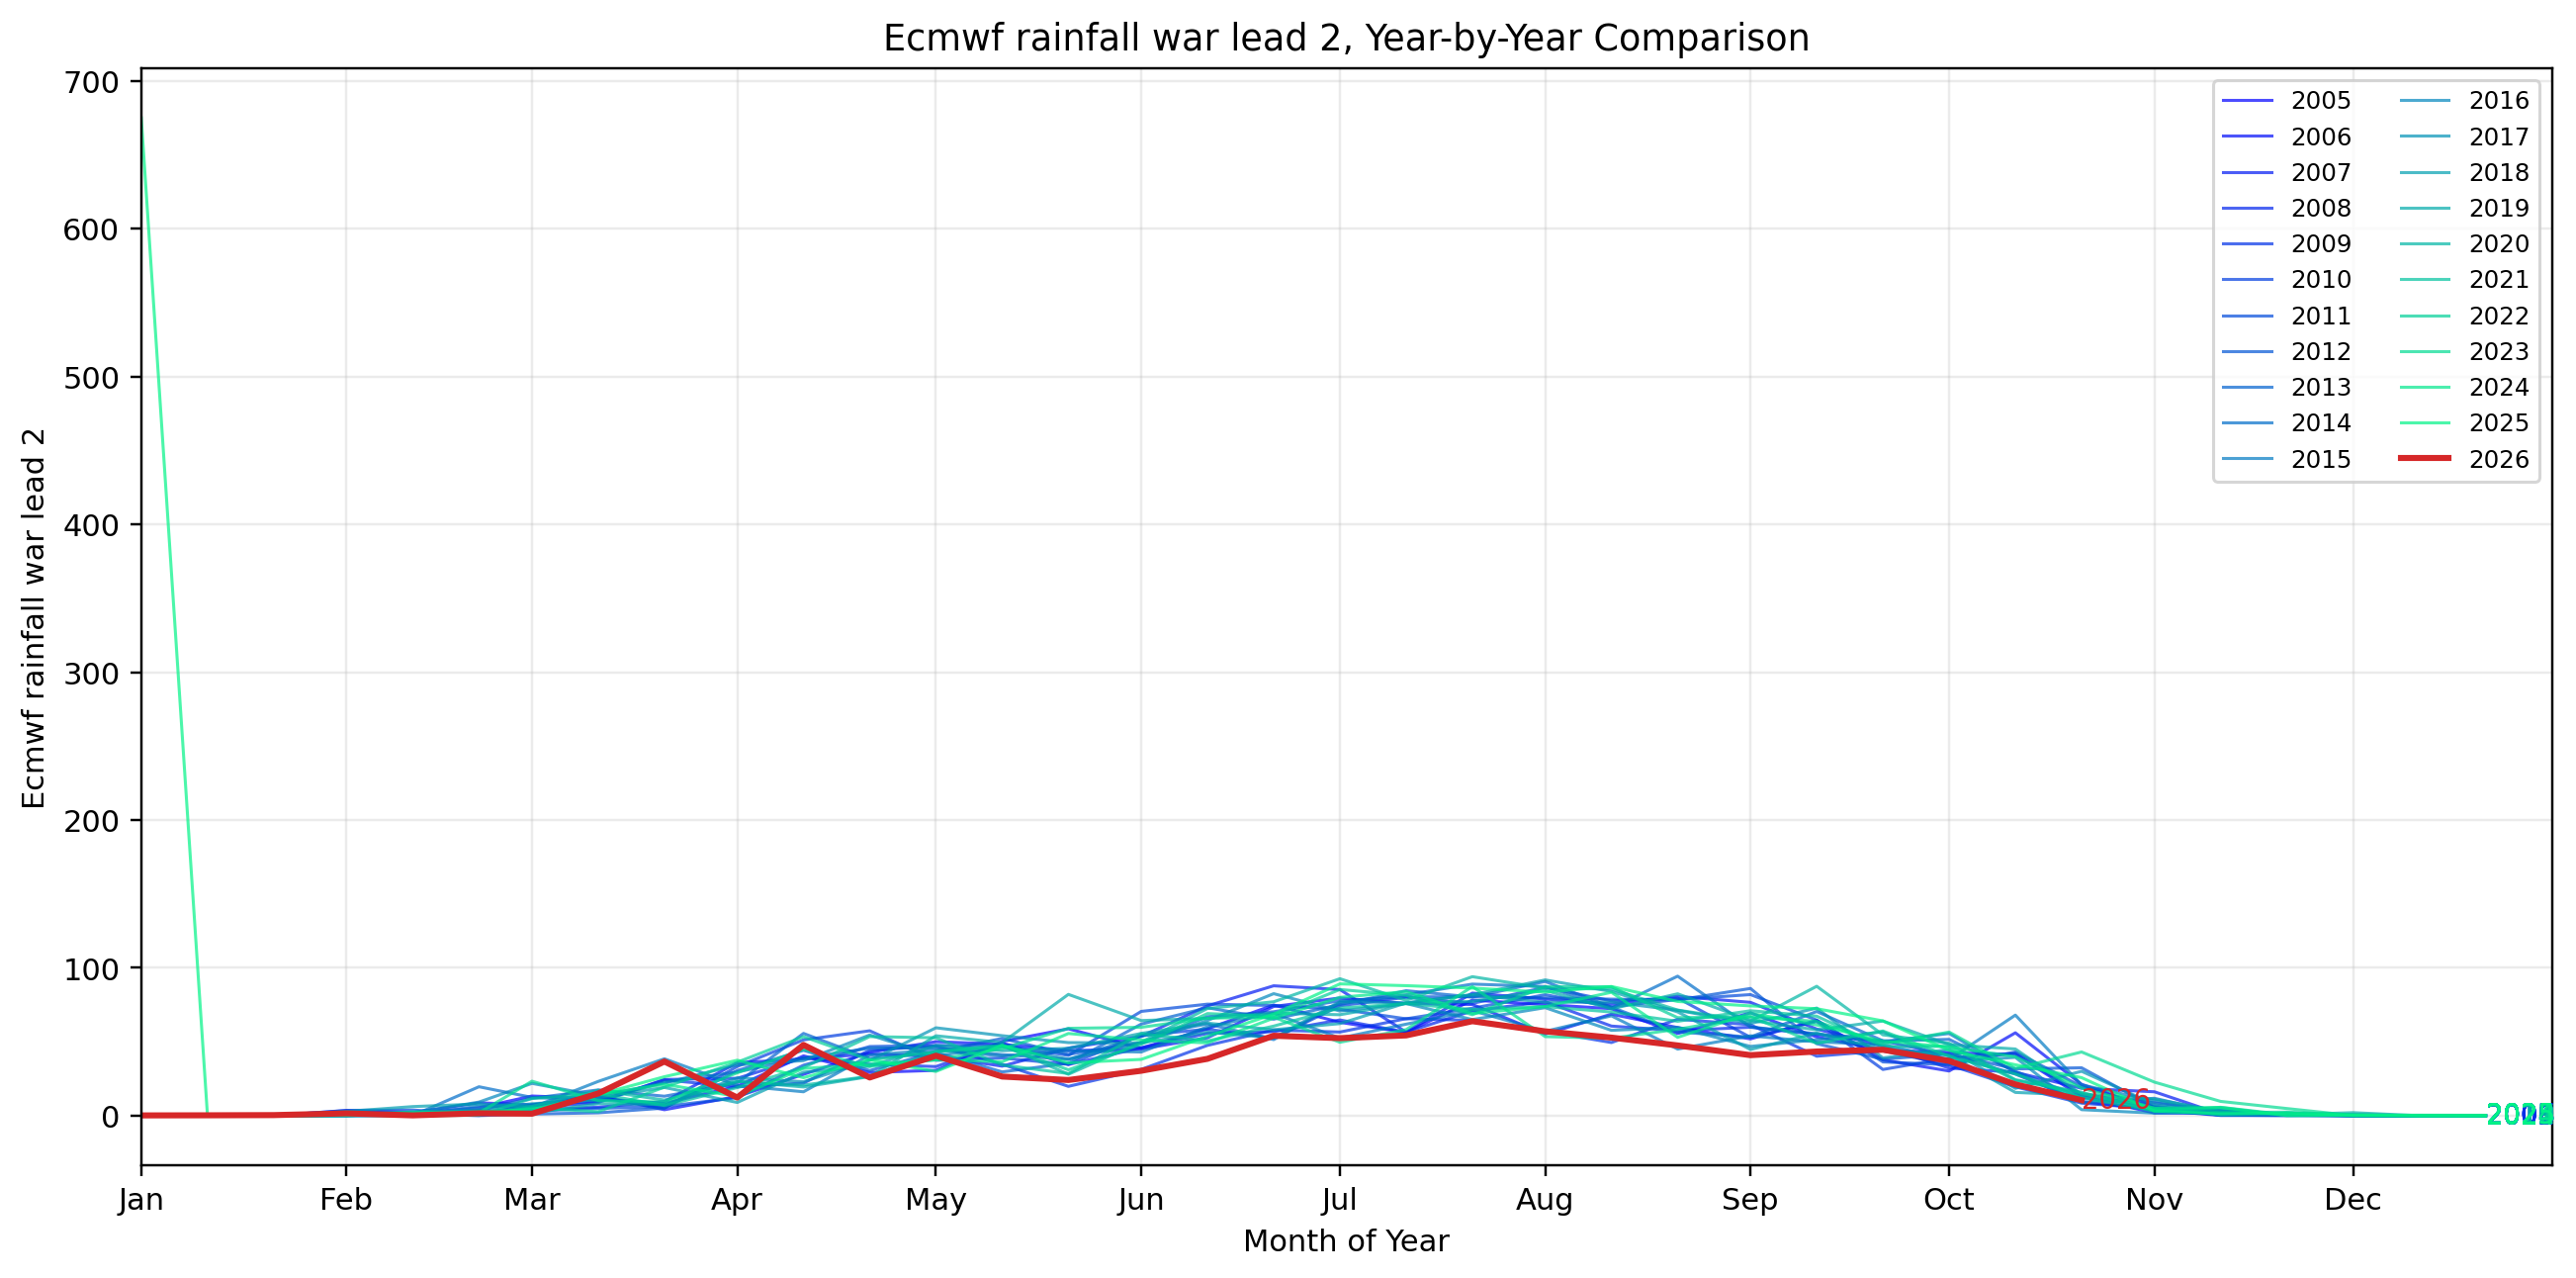 Ecmwf rainfall war lead 2, Year-by-Year Comparison
Ecmwf rainfall war lead 2
700
600
500
400
300
200
100
0
2005
2006
2007
2008
2009
2010
2011
2012
2013
2014
2015
2016
2017
2018
2019
2020
2021
2022
2023
2024
2025
2026
2026
Jan
Feb
Mar
Apr
May
Jun
Jul
Aug
Sep
Oct
Nov
Dec
Month of Year